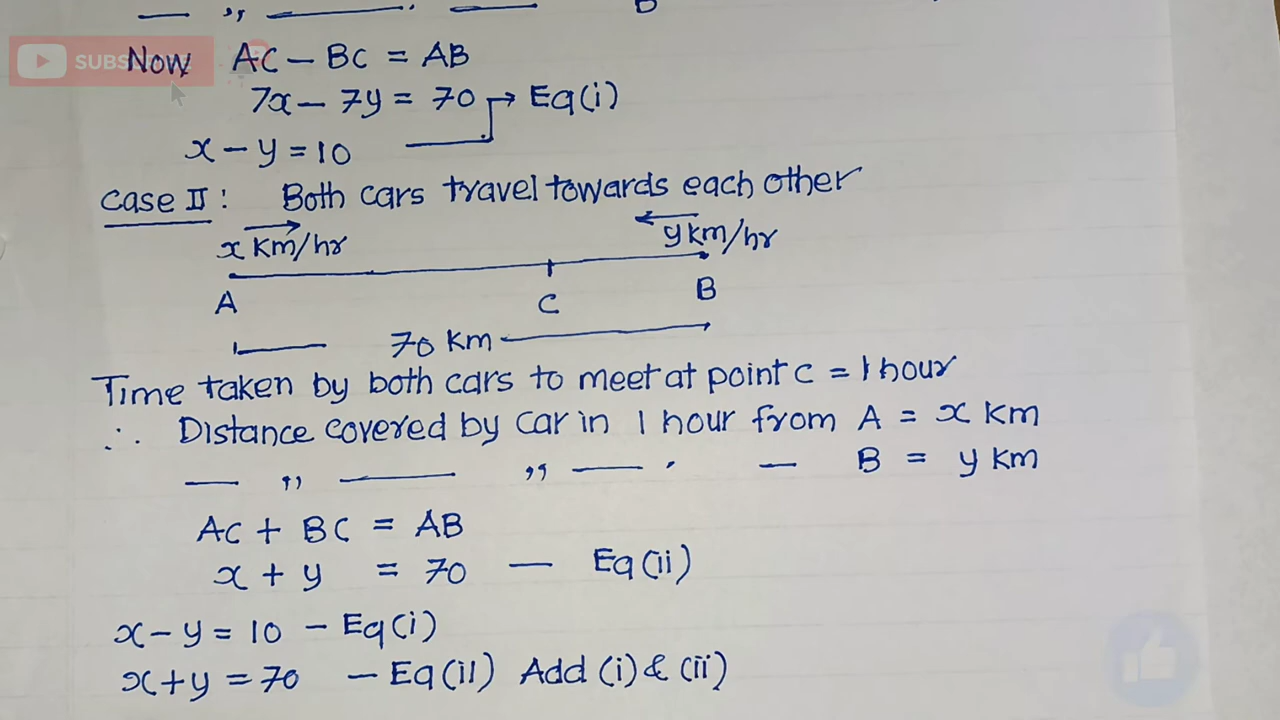 — ,, ——— . — B
SUBSCRIBE
Now AC - BC = AB
7x - 7y = 70 → Eq(i)
x - y = 10
Case II : Both cars travel towards each other
x Km/hr y km/hr
A C B
70 Km
Time taken by both cars to meet at point C = 1 hour
∴ Distance covered by car in 1 hour from A = x Km
— ,, —— ,, —— . — B = y Km
AC + BC = AB
x + y = 70 — Eq(ii)
x - y = 10 - Eq(i)
x + y = 70 - Eq(ii) Add (i) & (ii)